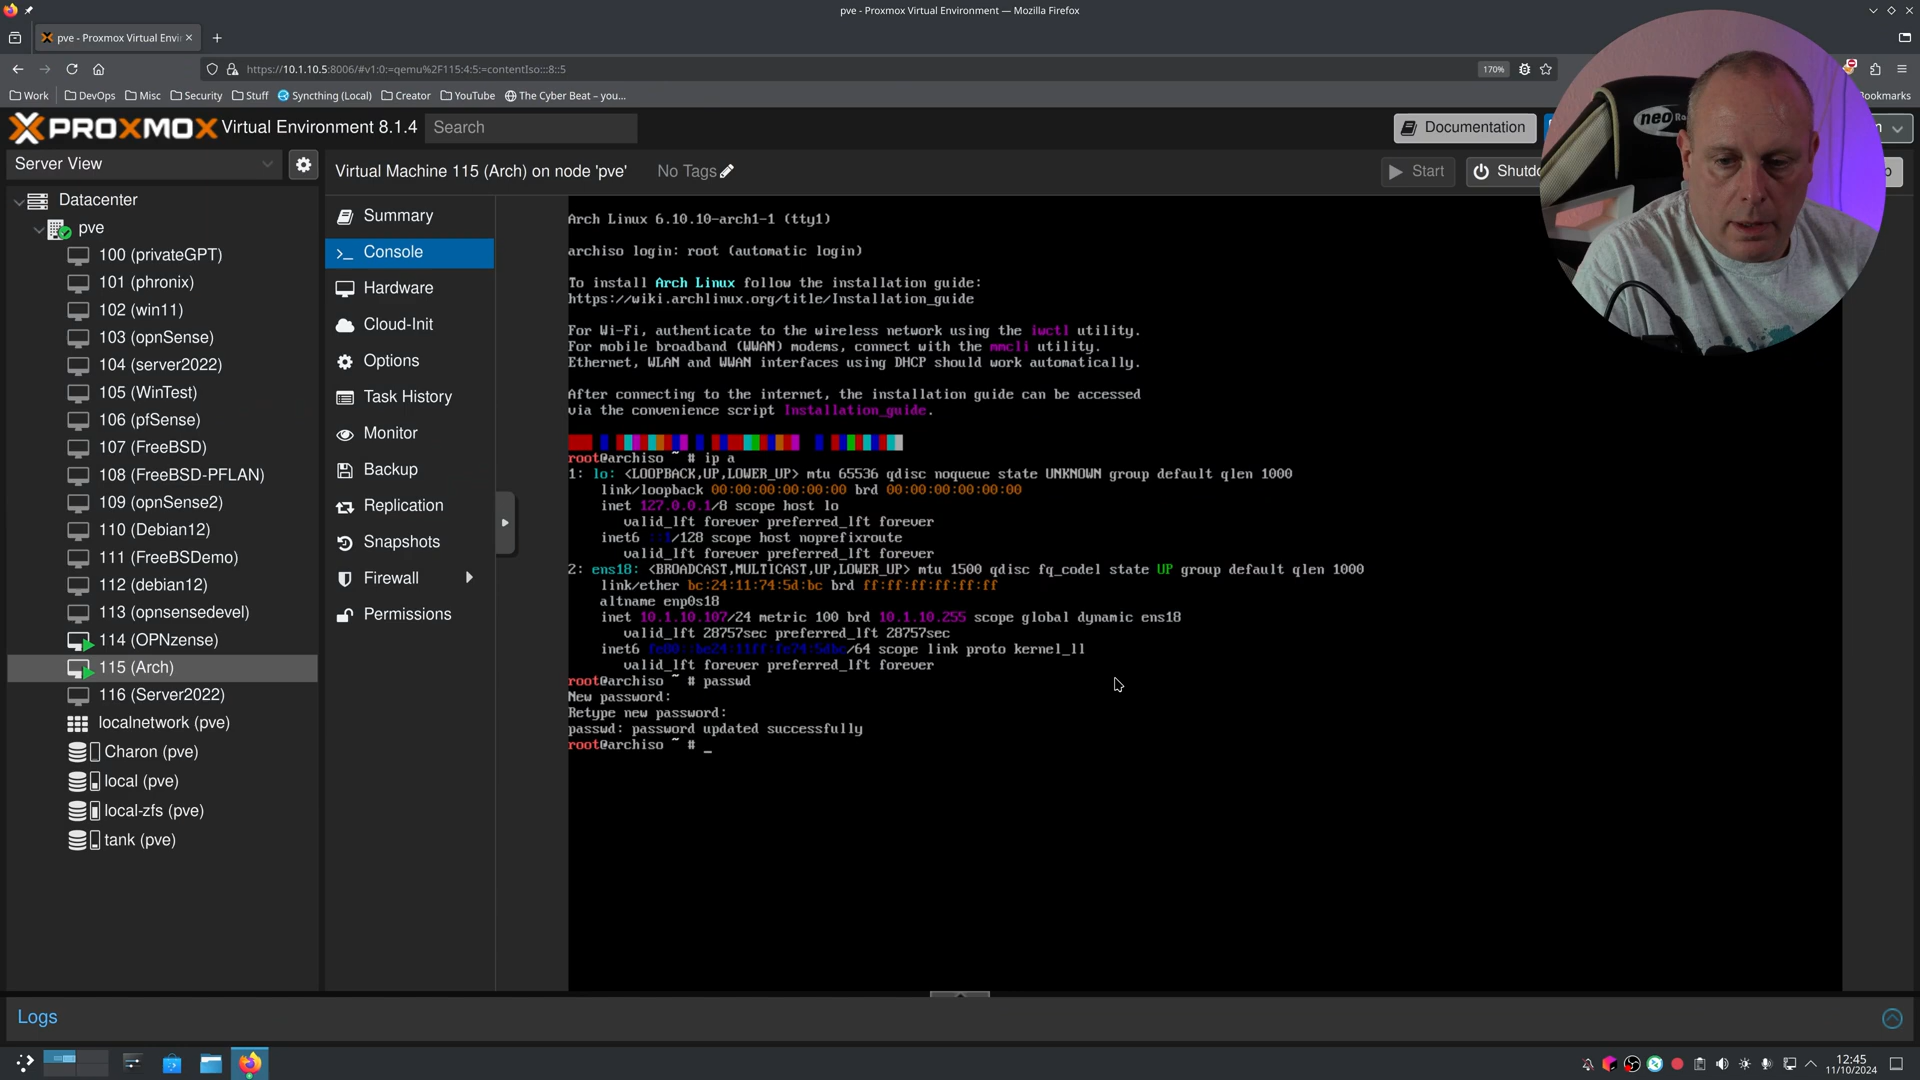 pve - Proxmox Virtual Environment — Mozilla Firefox
pve - Proxmox Virtual Envi
https://10.1.10.5:8006/#v1:0:=qemu%2F115:4:5:=contentIso:::8::5
170%
Work
DevOps
Misc
Security
Stuff
Syncthing (Local)
Creator
YouTube
The Cyber Beat – you...
ookmarks
PROXMOX
Virtual Environment 8.1.4
Search
Documentation
Server View
Virtual Machine 115 (Arch) on node 'pve'
No Tags
Start
Shutdo
Datacenter
pve
100 (privateGPT)
101 (phronix)
102 (win11)
103 (opnSense)
104 (server2022)
105 (WinTest)
106 (pfSense)
107 (FreeBSD)
108 (FreeBSD-PFLAN)
109 (opnSense2)
110 (Debian12)
111 (FreeBSDemo)
112 (debian12)
113 (opnsensedevel)
114 (OPNzense)
115 (Arch)
116 (Server2022)
localnetwork (pve)
Charon (pve)
local (pve)
local-zfs (pve)
tank (pve)
Summary
Console
Hardware
Cloud-Init
Options
Task History
Monitor
Backup
Replication
Snapshots
Firewall
Permissions
Arch Linux 6.10.10-arch1-1 (tty1)
archiso login: root (automatic login)
To install Arch Linux follow the installation guide:
https://wiki.archlinux.org/title/Installation_guide
For Wi-Fi, authenticate to the wireless network using the iwctl utility.
For mobile broadband (WWAN) modems, connect with the mmcli utility.
Ethernet, WLAN and WWAN interfaces using DHCP should work automatically.
After connecting to the internet, the installation guide can be accessed
via the convenience script Installation_guide.
root@archiso ~ # ip a
1: lo: <LOOPBACK,UP,LOWER_UP> mtu 65536 qdisc noqueue state UNKNOWN group default qlen 1000
link/loopback 00:00:00:00:00:00 brd 00:00:00:00:00:00
inet 127.0.0.1/8 scope host lo
valid_lft forever preferred_lft forever
inet6 ::1/128 scope host noprefixroute
valid_lft forever preferred_lft forever
2: ens18: <BROADCAST,MULTICAST,UP,LOWER_UP> mtu 1500 qdisc fq_codel state UP group default qlen 1000
link/ether bc:24:11:74:5d:bc brd ff:ff:ff:ff:ff:ff
altname enp0s18
inet 10.1.10.107/24 metric 100 brd 10.1.10.255 scope global dynamic ens18
valid_lft 28757sec preferred_lft 28757sec
inet6 fe80::be24:11ff:fe74:5dbc/64 scope link proto kernel_ll
valid_lft forever preferred_lft forever
root@archiso ~ # passwd
New password:
Retype new password:
passwd: password updated successfully
root@archiso ~ # _
neo
Logs
12:45
11/10/2024